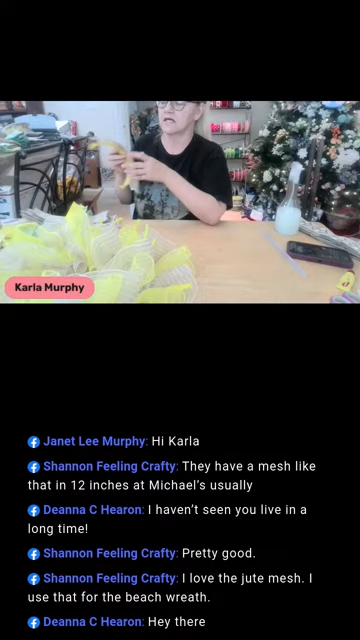 Karla Murphy
Janet Lee Murphy: Hi Karla
Shannon Feeling Crafty: They have a mesh like
that in 12 inches at Michael's usually
Deanna C Hearon: I haven't seen you live in a
long time!
Shannon Feeling Crafty: Pretty good.
Shannon Feeling Crafty: I love the jute mesh. I
use that for the beach wreath.
Deanna C Hearon: Hey there